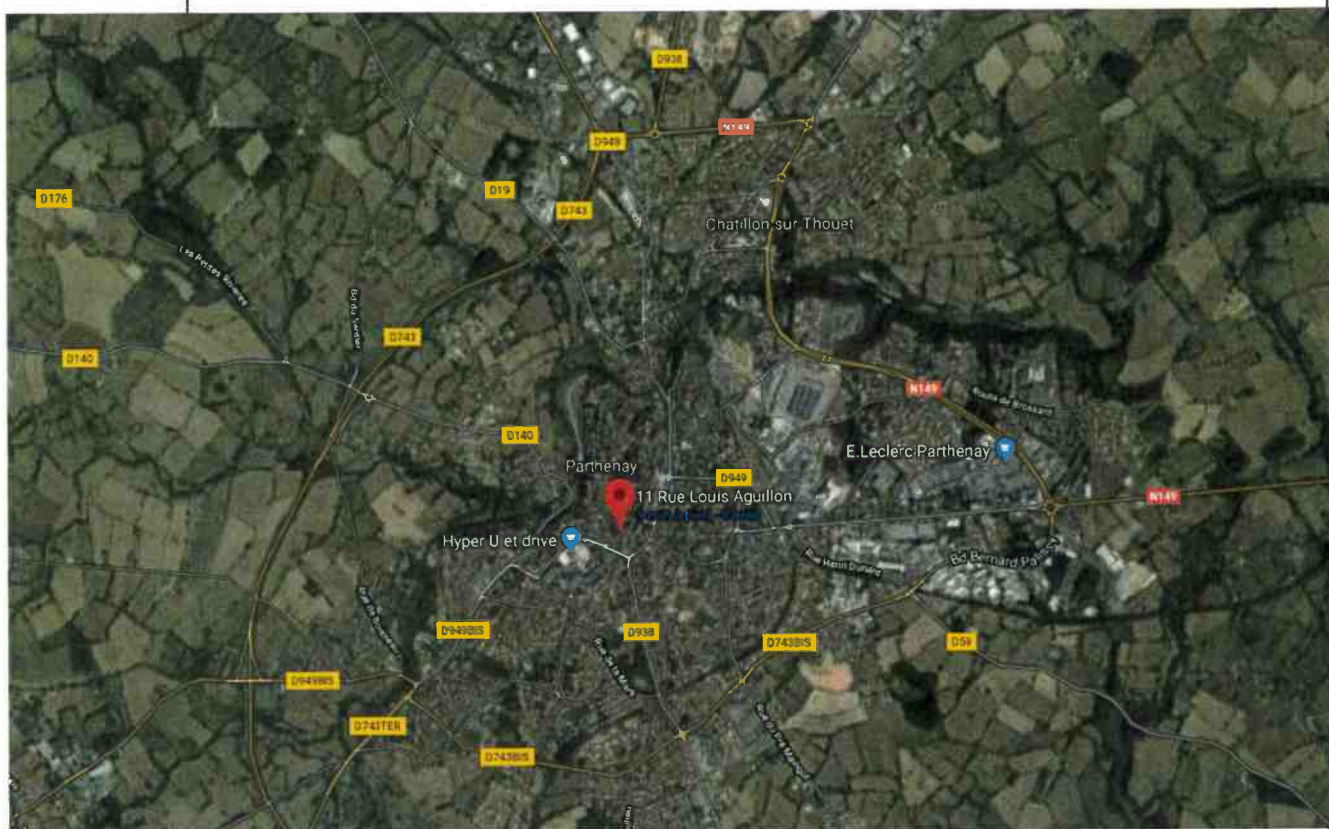 D938
N149
D949
D19
D176
D743
Chatillon sur Thouet
D743
D140
N149
D140
E.Leclerc Parthenay
Parthenay
D949
11 Rue Louis Aguillon
N149
Hyper U et drive
Bd Bernard Palissy
D949BIS
D938
D743BIS
D59
D949BIS
D743TER
D743BIS